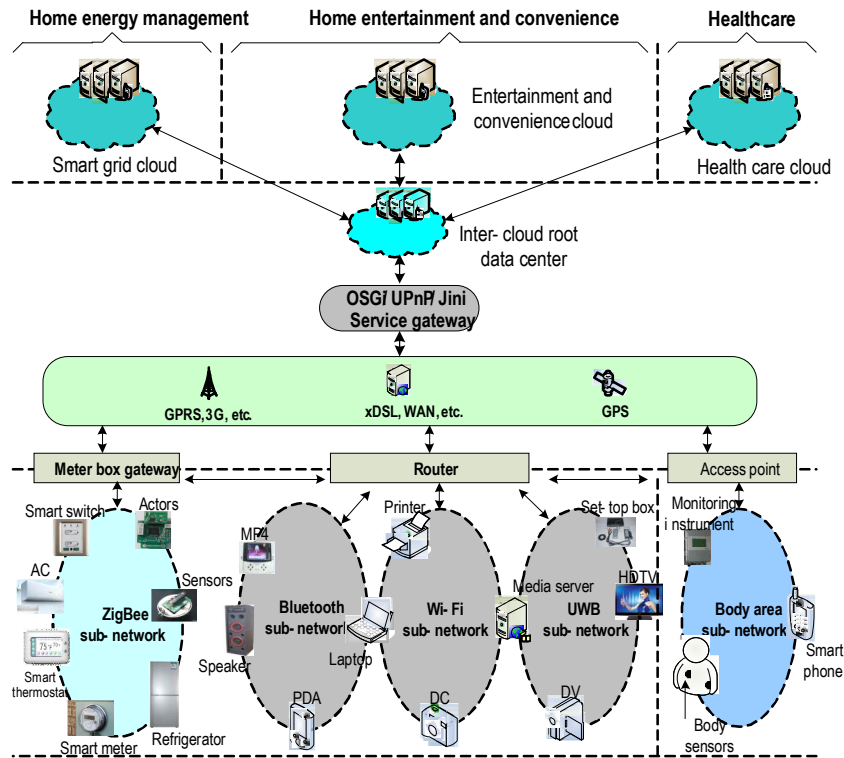 Home energy management
Home entertainment and convenience
Healthcare
Smart grid cloud
Entertainment and
convenience cloud
Health care cloud
Inter- cloud root
data center
OSGi/ UPnP/ Jini
Service gateway
GPRS, 3G, etc.
xDSL, WAN, etc.
GPS
Meter box gateway
Router
Access point
Smart switch
Actors
AC
Sensors
ZigBee
sub- network
Smart
thermostat
Smart meter
Refrigerator
MP4
Bluetooth
sub- network
Speaker
PDA
Printer
Wi- Fi
sub- network
Laptop
DC
Media server
Set- top box
HDTV
UWB
sub- network
DV
Monitoring
instrument
Body area
sub- network
Smart
phone
Body
sensors